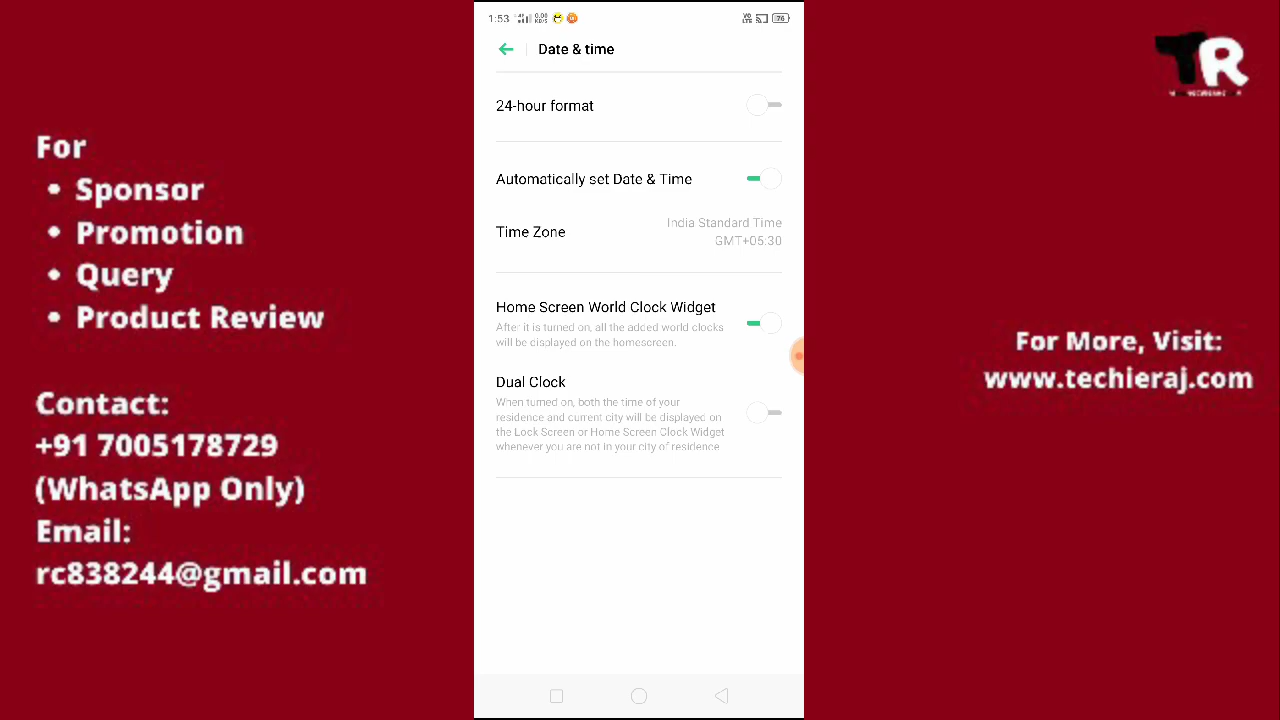 For
• Sponsor
• Promotion
• Query
• Product Review
Contact:
+91 7005178729
(WhatsApp Only)
Email:
rc838244@gmail.com
1:53
76
Date & time
24-hour format
Automatically set Date & Time
Time Zone
India Standard Time
GMT+05:30
Home Screen World Clock Widget
After it is turned on, all the added world clocks
will be displayed on the homescreen.
Dual Clock
When turned on, both the time of your
residence and current city will be displayed on
the Lock Screen or Home Screen Clock Widget
whenever you are not in your city of residence
TR
For More, Visit:
www.techieraj.com